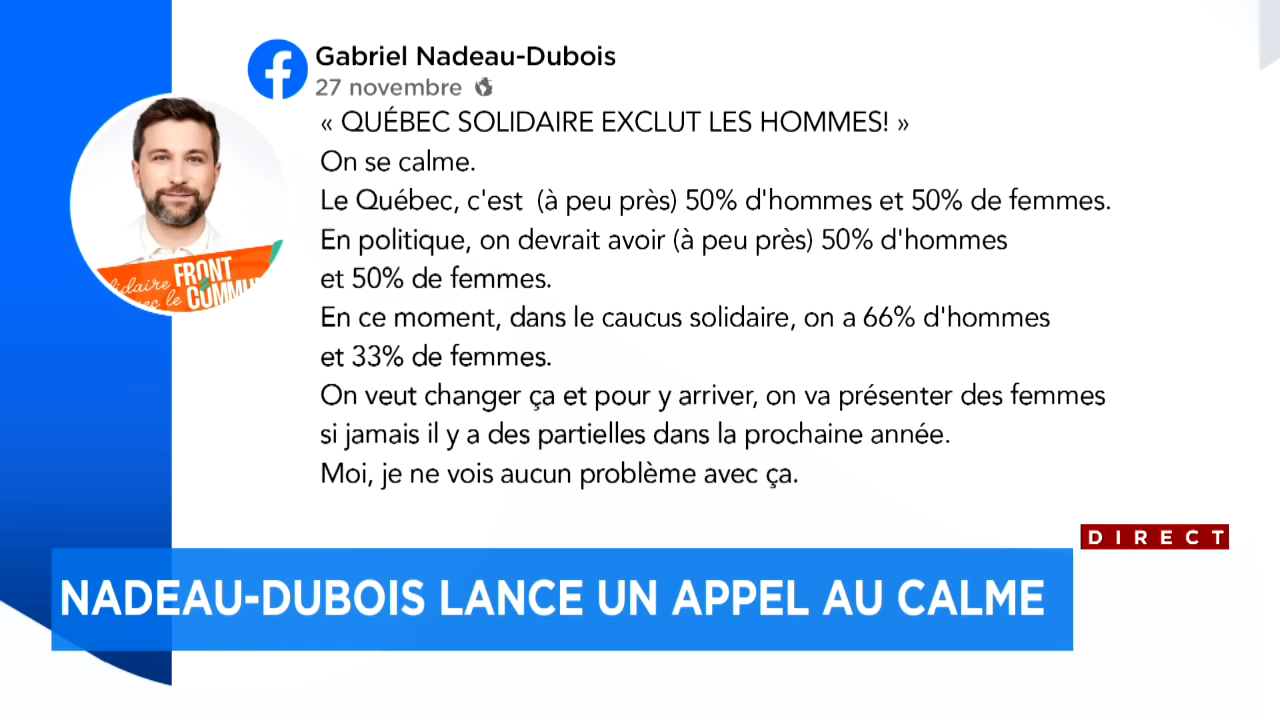 Gabriel Nadeau-Dubois
27 novembre
« QUÉBEC SOLIDAIRE EXCLUT LES HOMMES! »
On se calme.
Le Québec, c'est (à peu près) 50% d'hommes et 50% de femmes.
En politique, on devrait avoir (à peu près) 50% d'hommes
et 50% de femmes.
En ce moment, dans le caucus solidaire, on a 66% d'hommes
et 33% de femmes.
On veut changer ça et pour y arriver, on va présenter des femmes
si jamais il y a des partielles dans la prochaine année.
Moi, je ne vois aucun problème avec ça.
FRONT
le
DIRECT
NADEAU-DUBOIS LANCE UN APPEL AU CALME